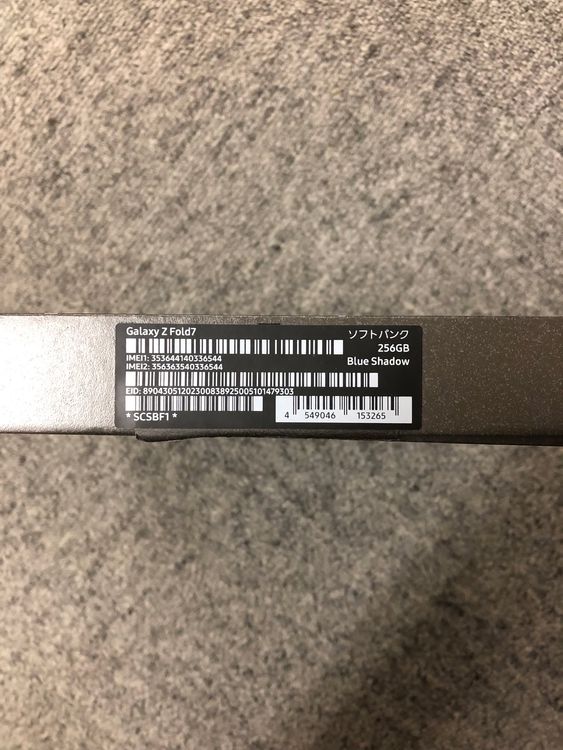 Galaxy Z Fold7
ソフトバンク
256GB
Blue Shadow
IMEI1: 353644140336544
IMEI2: 356363540336544
EID: 89043051202300838925005101479303
* SCSBF1 *
4 549046 153265